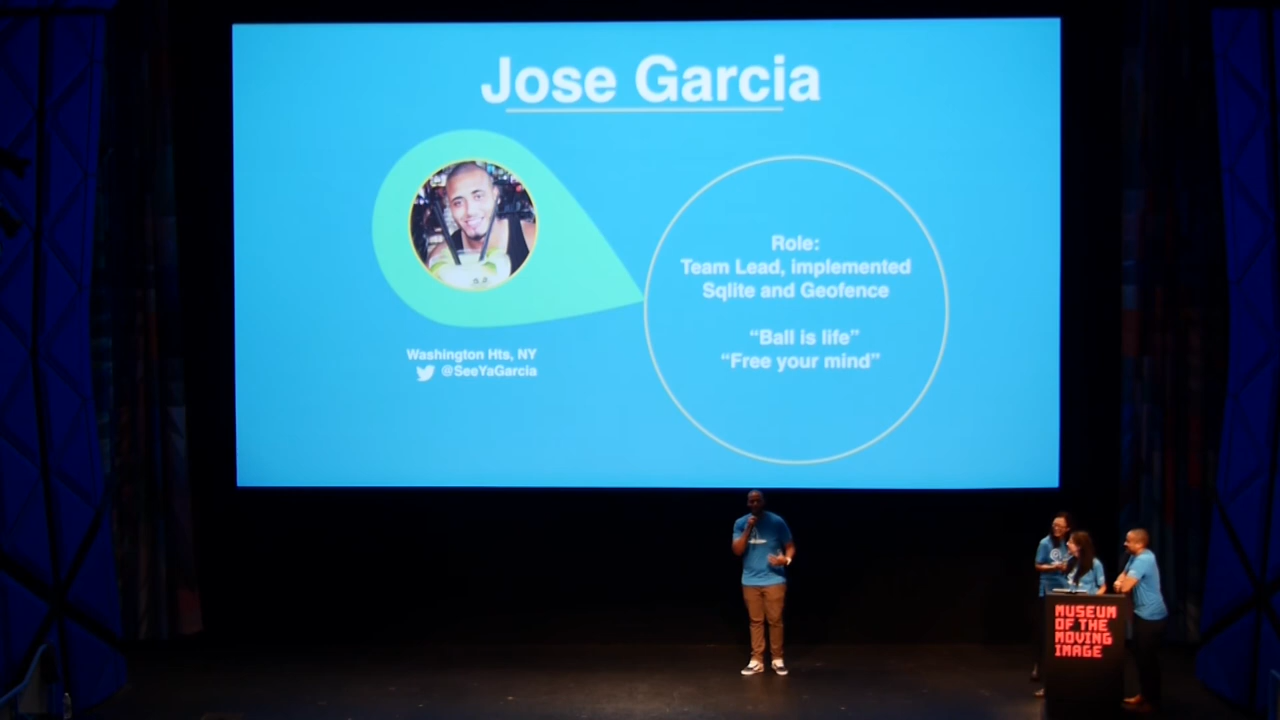 Jose Garcia
Washington Hts, NY
@SeeYaGarcia
Role:
Team Lead, implemented
Sqlite and Geofence
“Ball is life”
“Free your mind”
MUSEUM
OF THE
MOVING
IMAGE